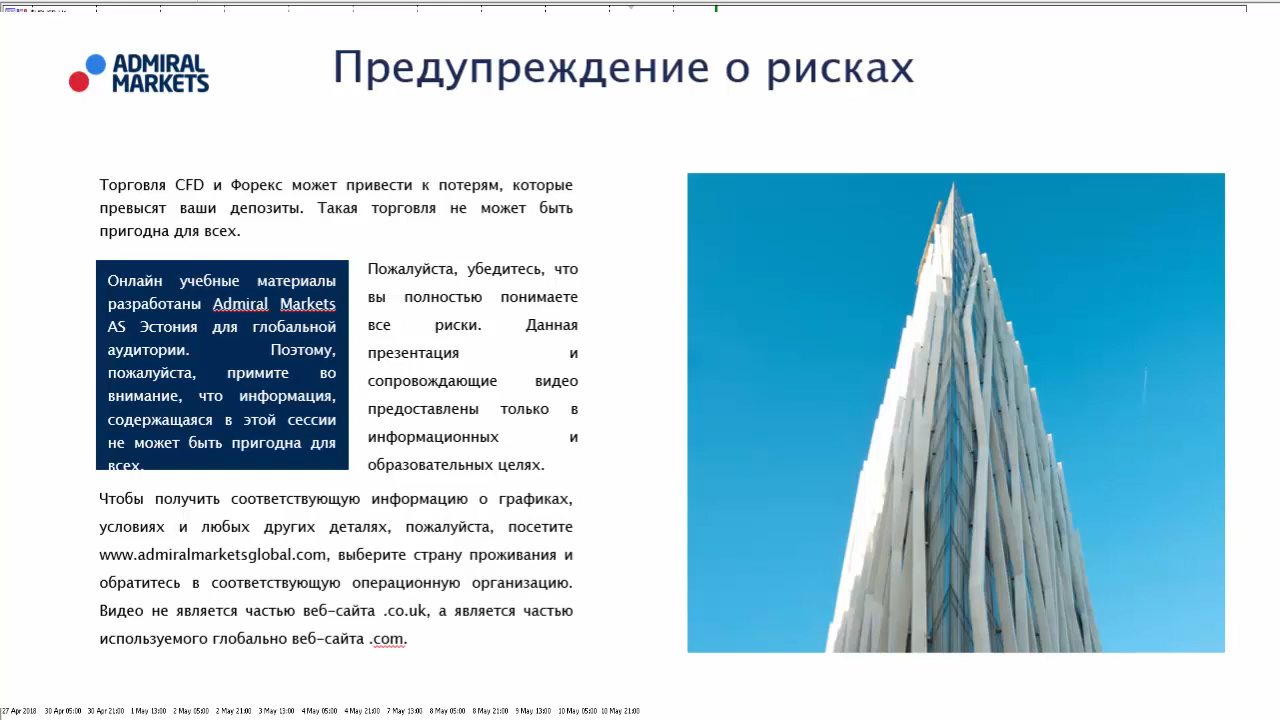 ADMIRAL
MARKETS
Предупреждение о рисках
Торговля CFD и Форекс может привести к потерям, которые
превысят ваши депозиты. Такая торговля не может быть
пригодна для всех.
Онлайн учебные материалы
разработаны Admiral Markets
AS Эстония для глобальной
аудитории. Поэтому,
пожалуйста, примите во
внимание, что информация,
содержащаяся в этой сессии
не может быть пригодна для
всех.
Пожалуйста, убедитесь, что
вы полностью понимаете
все риски. Данная
презентация и
сопровождающие видео
предоставлены только в
информационных и
образовательных целях.
Чтобы получить соответствующую информацию о графиках,
условиях и любых других деталях, пожалуйста, посетите
www.admiralmarketsglobal.com, выберите страну проживания и
обратитесь в соответствующую операционную организацию.
Видео не является частью веб-сайта .co.uk, а является частью
используемого глобально веб-сайта .com.
27 Apr 2018 30 Apr 05:00 30 Apr 21:00 1 May 13:00 2 May 05:00 2 May 21:00 3 May 13:00 4 May 05:00 4 May 21:00 7 May 13:00 8 May 05:00 8 May 21:00 9 May 13:00 10 May 05:00 10 May 21:00